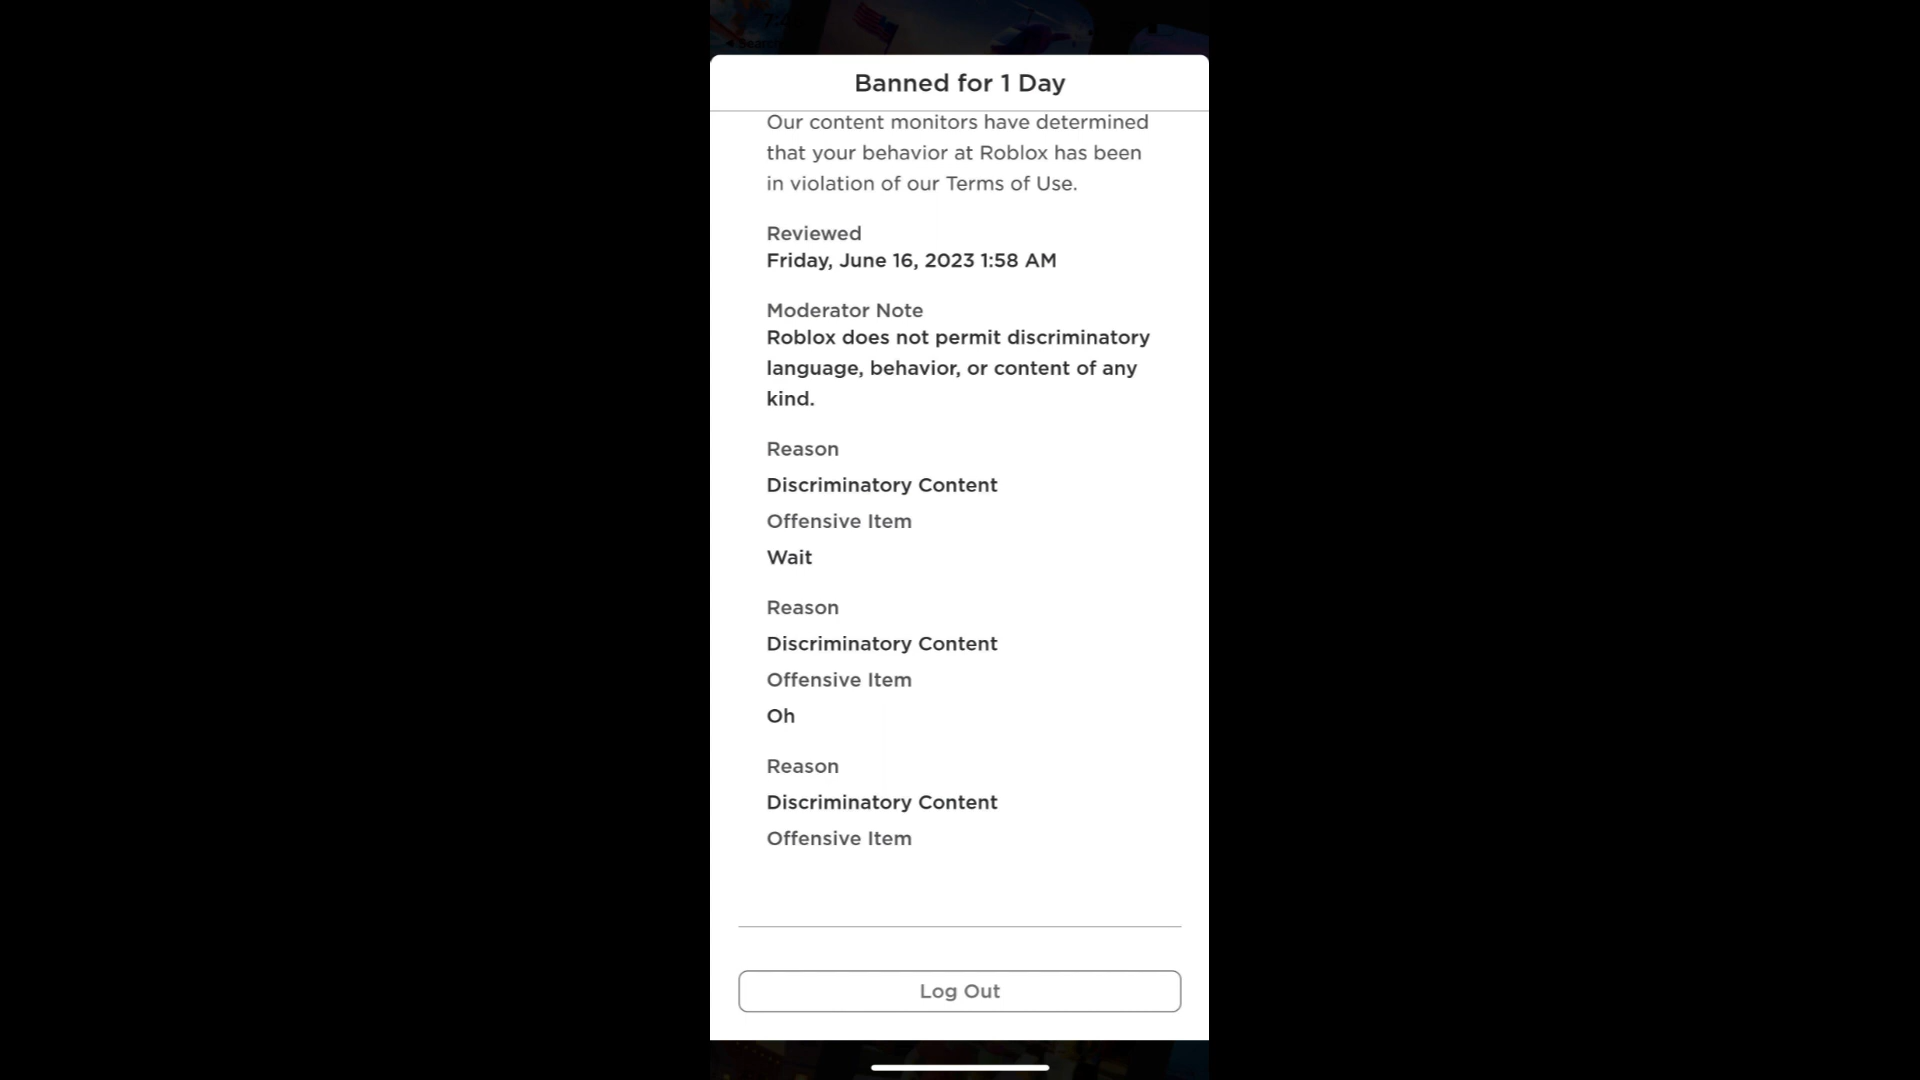 Banned for 1 Day
Our content monitors have determined
that your behavior at Roblox has been
in violation of our Terms of Use.
Reviewed
Friday, June 16, 2023 1:58 AM
Moderator Note
Roblox does not permit discriminatory
language, behavior, or content of any
kind.
Reason
Discriminatory Content
Offensive Item
Wait
Reason
Discriminatory Content
Offensive Item
Oh
Reason
Discriminatory Content
Offensive Item
Log Out